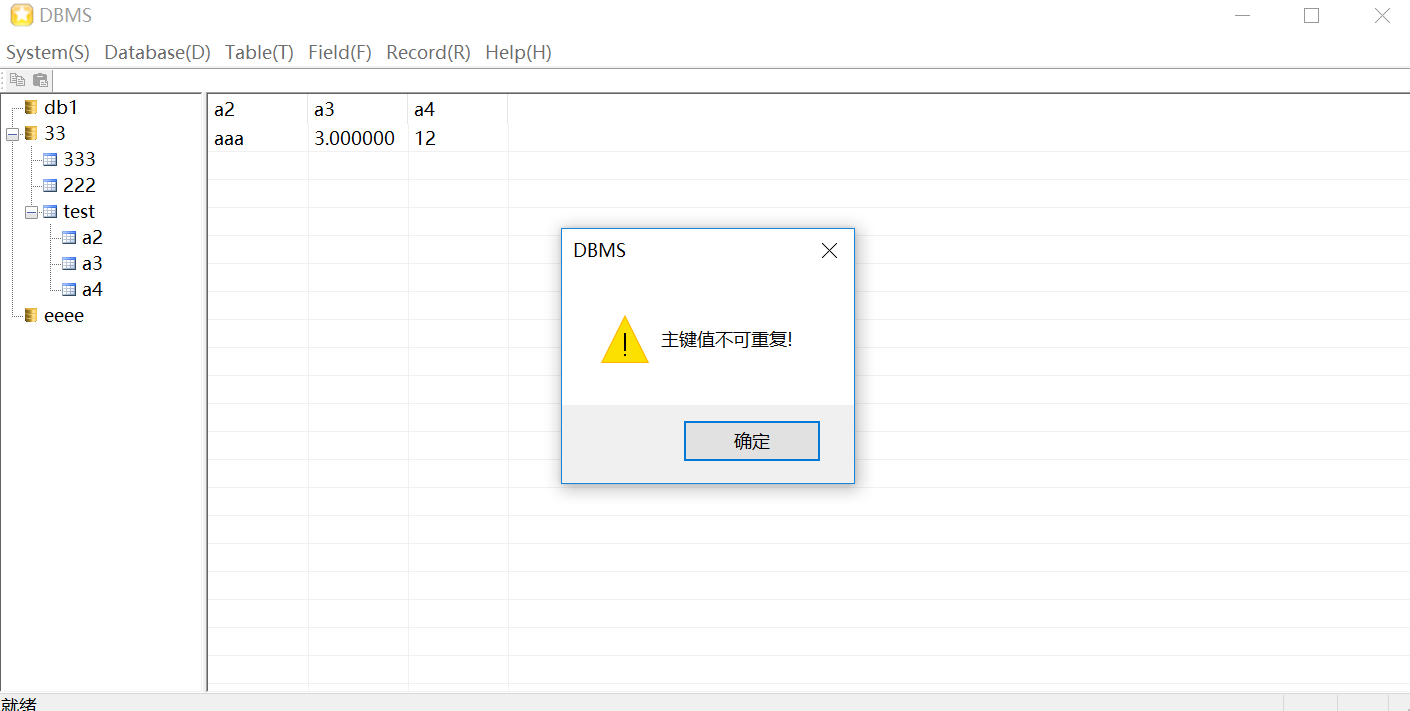 DBMS
System(S) Database(D) Table(T) Field(F) Record(R) Help(H)
db1
33
333
222
test
a2
a3
a4
eeee
a2 a3 a4
aaa 3.000000 12
DBMS
主键值不可重复!
确定
就绪